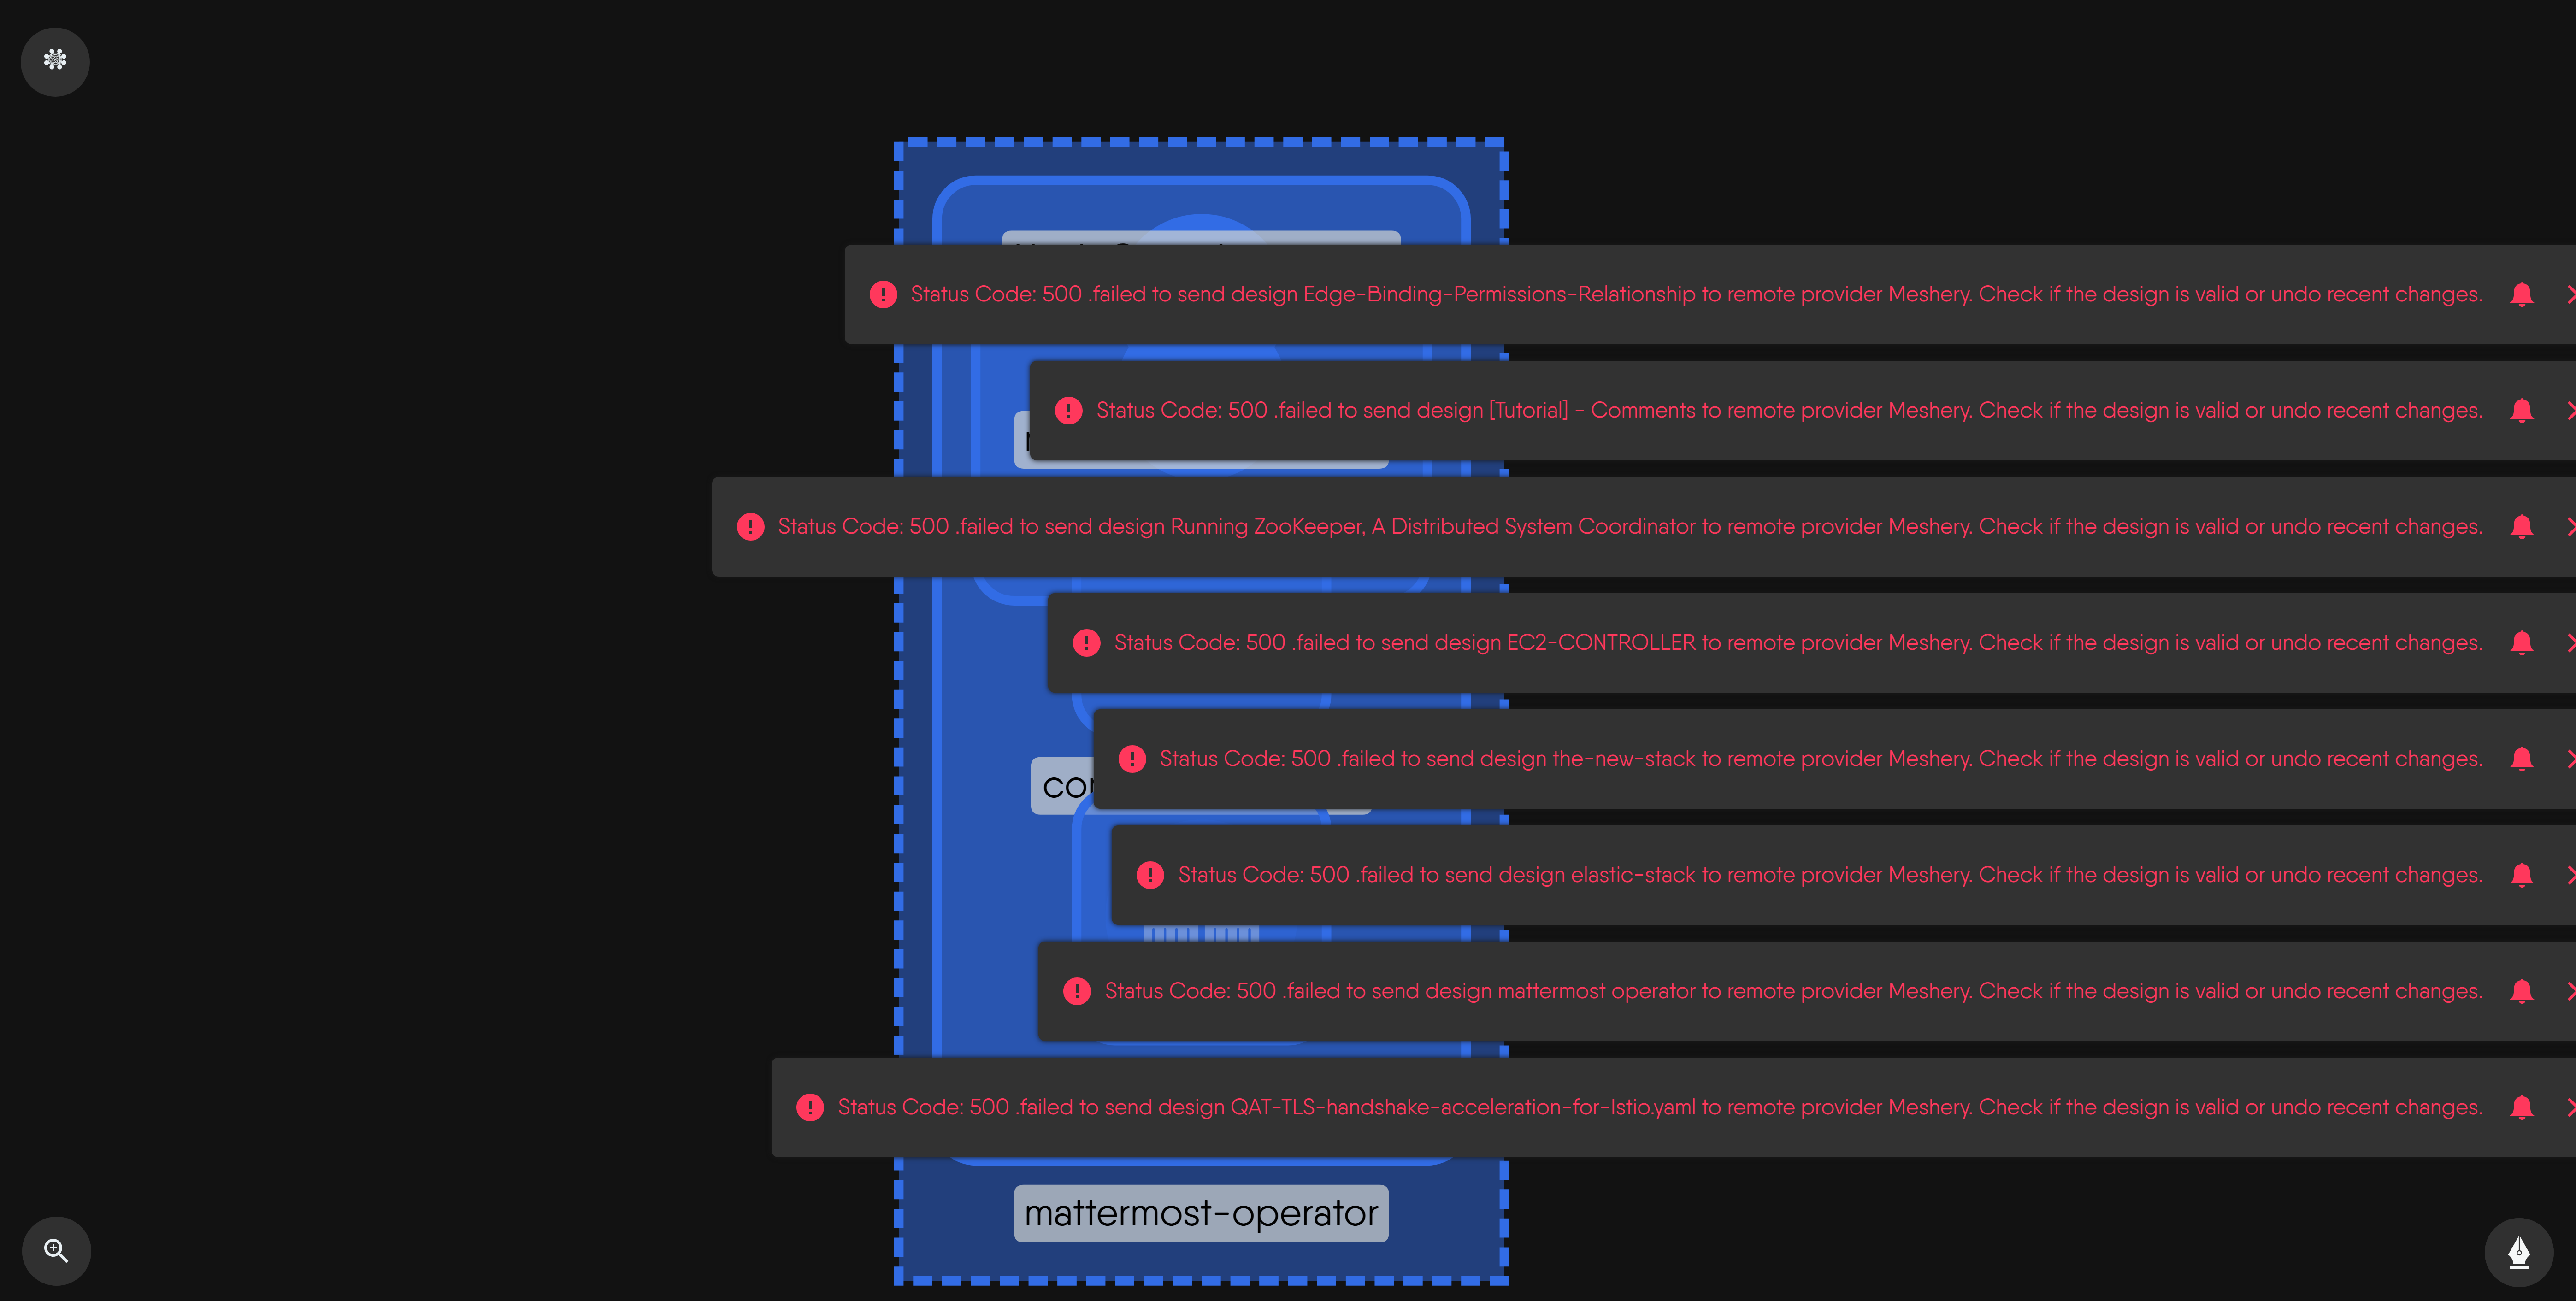 Status Code: 500 .failed to send design Edge-Binding-Permissions-Relationship to remote provider Meshery. Check if the design is valid or undo recent changes.
Status Code: 500 .failed to send design [Tutorial] - Comments to remote provider Meshery. Check if the design is valid or undo recent changes.
Status Code: 500 .failed to send design Running ZooKeeper, A Distributed System Coordinator to remote provider Meshery. Check if the design is valid or undo recent changes.
Status Code: 500 .failed to send design EC2-CONTROLLER to remote provider Meshery. Check if the design is valid or undo recent changes.
Status Code: 500 .failed to send design the-new-stack to remote provider Meshery. Check if the design is valid or undo recent changes.
Status Code: 500 .failed to send design elastic-stack to remote provider Meshery. Check if the design is valid or undo recent changes.
Status Code: 500 .failed to send design mattermost operator to remote provider Meshery. Check if the design is valid or undo recent changes.
Status Code: 500 .failed to send design QAT-TLS-handshake-acceleration-for-Istio.yaml to remote provider Meshery. Check if the design is valid or undo recent changes.
mattermost-operator